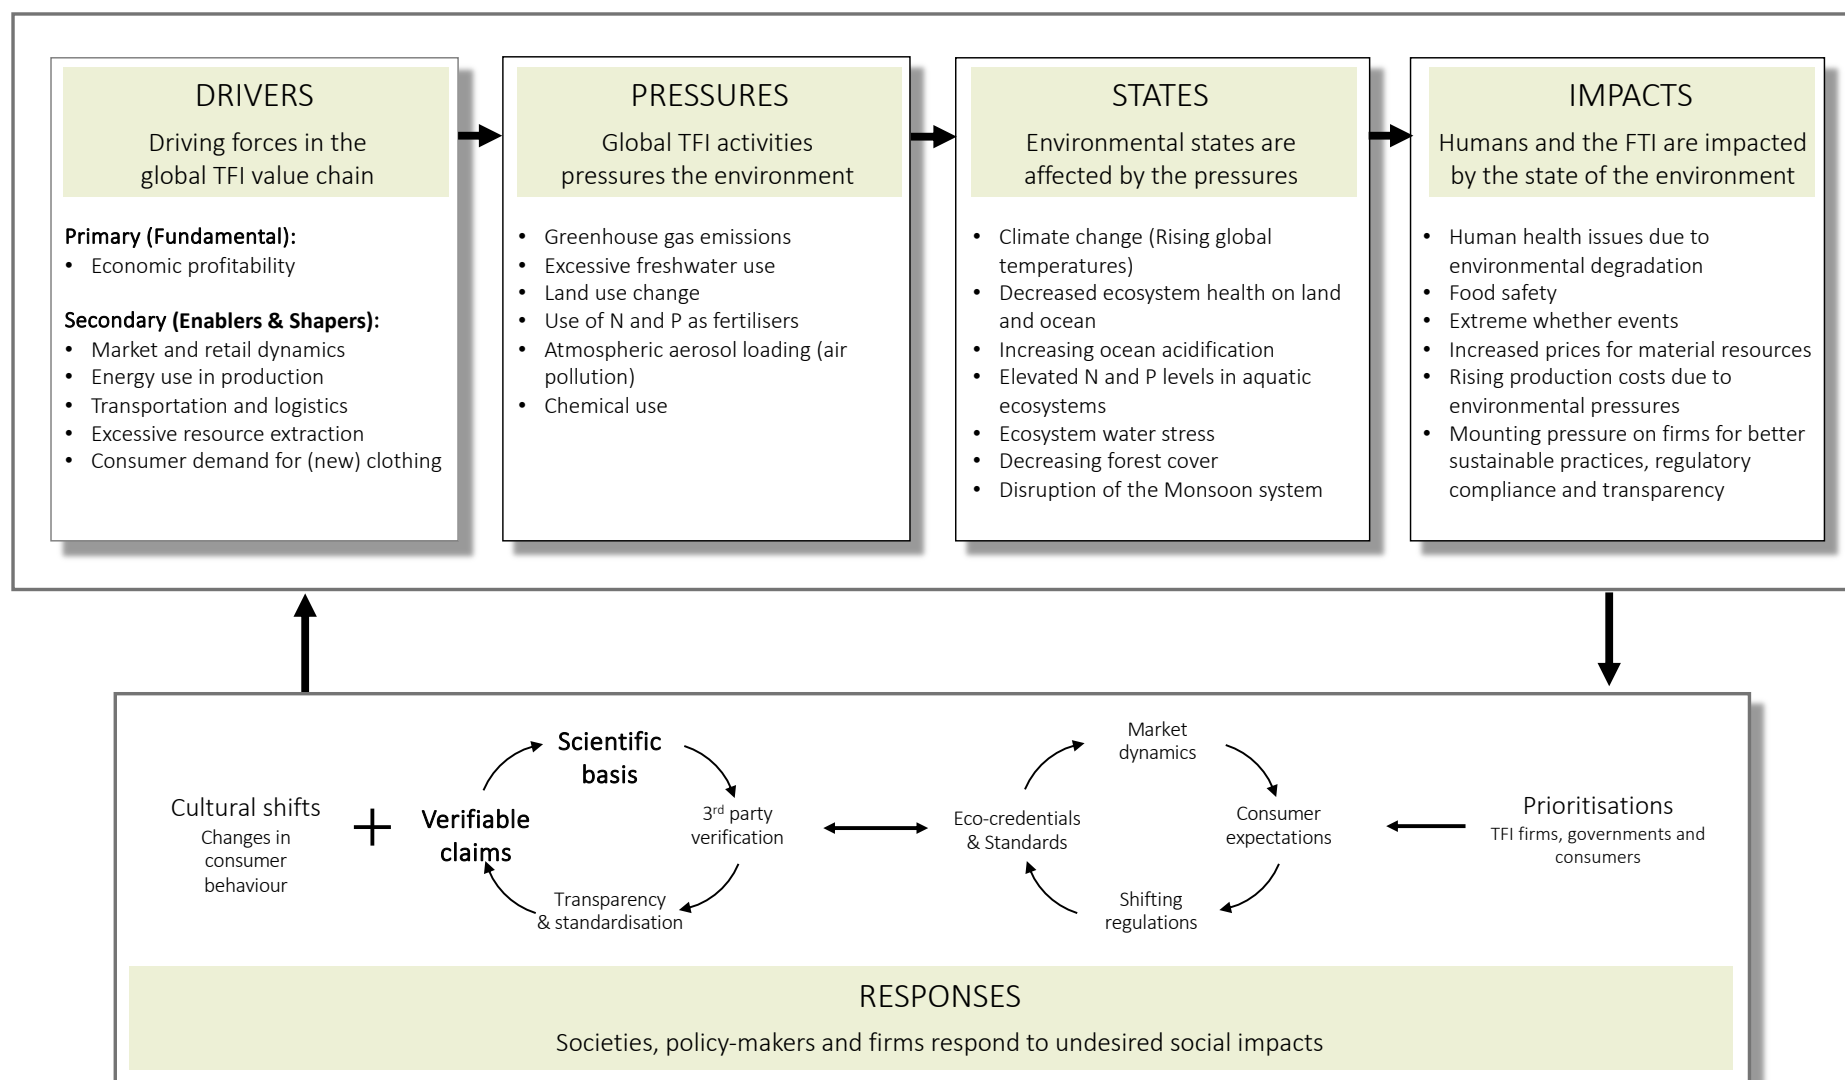 DRIVERS
Driving forces in the
global TFI value chain
Primary (Fundamental):
• Economic profitability
Secondary (Enablers & Shapers):
• Market and retail dynamics
• Energy use in production
• Transportation and logistics
• Excessive resource extraction
• Consumer demand for (new) clothing
PRESSURES
Global TFI activities
pressures the environment
• Greenhouse gas emissions
• Excessive freshwater use
• Land use change
• Use of N and P as fertilisers
• Atmospheric aerosol loading (air
pollution)
• Chemical use
STATES
Environmental states are
affected by the pressures
• Climate change (Rising global
temperatures)
• Decreased ecosystem health on land
and ocean
• Increasing ocean acidification
• Elevated N and P levels in aquatic
ecosystems
• Ecosystem water stress
• Decreasing forest cover
• Disruption of the Monsoon system
IMPACTS
Humans and the FTI are impacted
by the state of the environment
• Human health issues due to
environmental degradation
• Food safety
• Extreme whether events
• Increased prices for material resources
• Rising production costs due to
environmental pressures
• Mounting pressure on firms for better
sustainable practices, regulatory
compliance and transparency
Cultural shifts
Changes in
consumer
behaviour
+
Verifiable
claims
Scientific
basis
3rd party
verification
Transparency
& standardisation
Eco-credentials
& Standards
Market
dynamics
Consumer
expectations
Shifting
regulations
Prioritisations
TFI firms, governments and
consumers
RESPONSES
Societies, policy-makers and firms respond to undesired social impacts